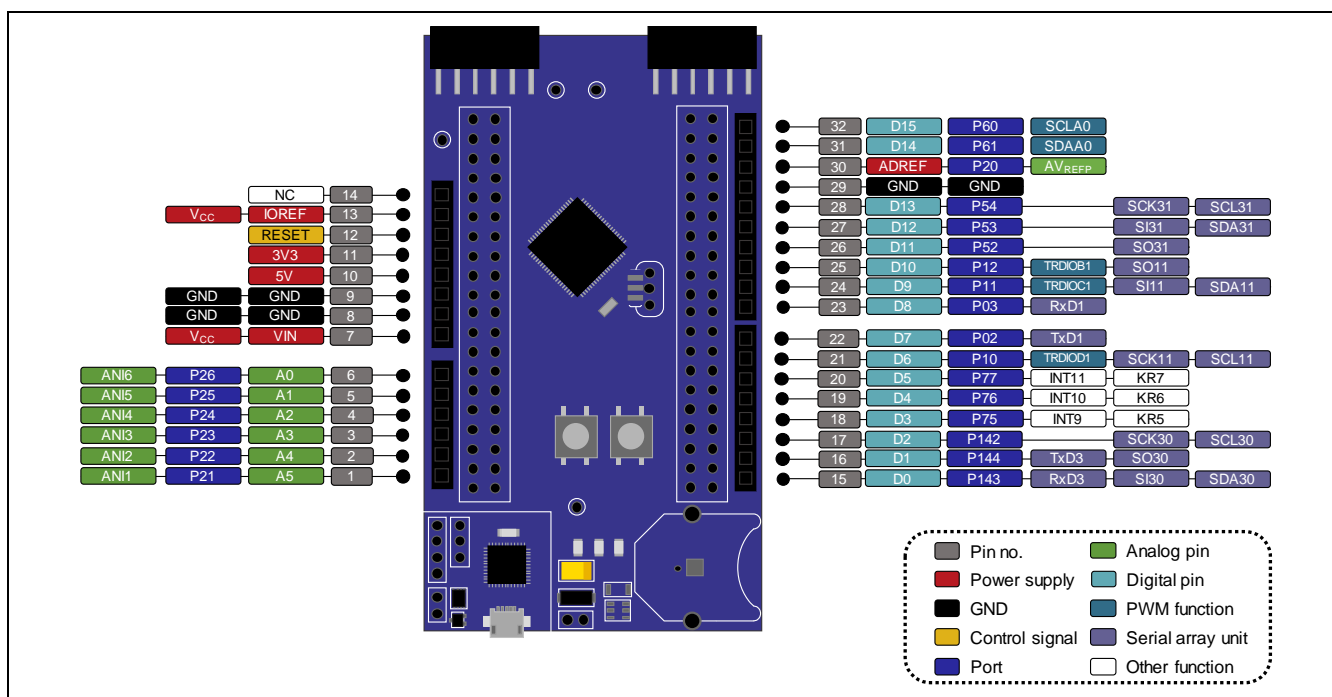 32 D15 P60 SCLA0
31 D14 P61 SDAA0
30 ADREF P20 AVREFP
29 GND GND
28 D13 P54 SCK31 SCL31
27 D12 P53 SI31 SDA31
26 D11 P52 SO31
25 D10 P12 TRDIOB1 SO11
24 D9 P11 TRDIOC1 SI11 SDA11
23 D8 P03 RxD1
22 D7 P02 TxD1
21 D6 P10 TRDIOD1 SCK11 SCL11
20 D5 P77 INT11 KR7
19 D4 P76 INT10 KR6
18 D3 P75 INT9 KR5
17 D2 P142 SCK30 SCL30
16 D1 P144 TxD3 SO30
15 D0 P143 RxD3 SI30 SDA30
NC 14
VCC IOREF 13
RESET 12
3V3 11
5V 10
GND GND 9
GND GND 8
VCC VIN 7
ANI6 P26 A0 6
ANI5 P25 A1 5
ANI4 P24 A2 4
ANI3 P23 A3 3
ANI2 P22 A4 2
ANI1 P21 A5 1
Pin no. Analog pin
Power supply Digital pin
GND PWM function
Control signal Serial array unit
Port Other function